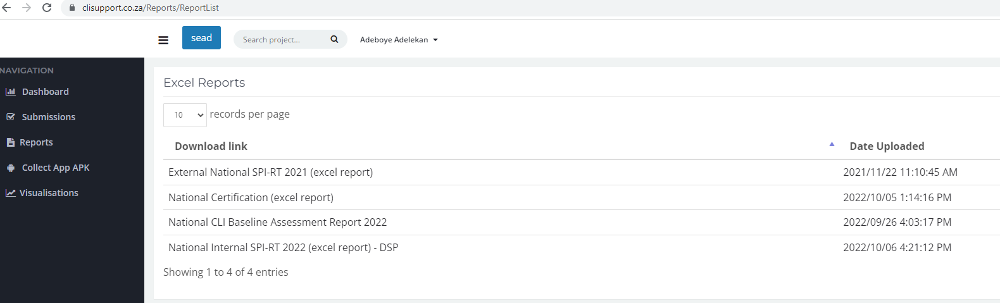 clisupport.co.za/Reports/ReportList
sead
Search project...
Adeboye Adelekan
NAVIGATION
Dashboard
Submissions
Reports
Collect App APK
Visualisations
Excel Reports
10 records per page
Download link Date Uploaded
External National SPI-RT 2021 (excel report) 2021/11/22 11:10:45 AM
National Certification (excel report) 2022/10/05 1:14:16 PM
National CLI Baseline Assessment Report 2022 2022/09/26 4:03:17 PM
National Internal SPI-RT 2022 (excel report) - DSP 2022/10/06 4:21:12 PM
Showing 1 to 4 of 4 entries